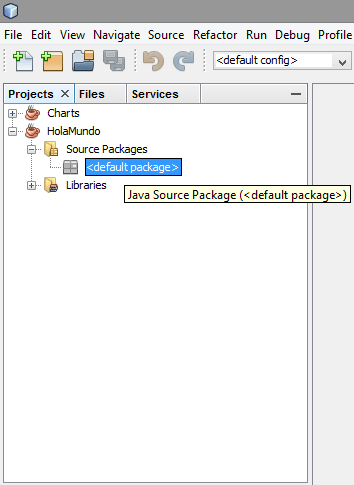 File Edit View Navigate Source Refactor Run Debug Profile
<default config>
Projects Files Services
Charts
HolaMundo
Source Packages
<default package>
Libraries
Java Source Package (<default package>)